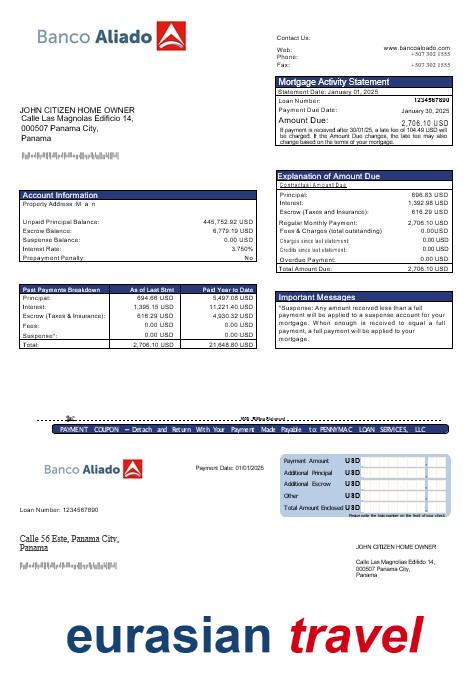 Banco Aliado
Contact Us:
Web: www.bancoaloado.com
Phone: +507 302 1555
Fax: +507 302 1555
Mortgage Activity Statement
Statement Date: January 01, 2025
Loan Number: 1234567890
Payment Due Date: January 30, 2025
Amount Due: 2,706.10 USD
If payment is received after 30/01/25, a late fee of 104.49 USD will
be charged. If the Amount Due changes, the late fee may also
change based on the terms of your mortgage.
JOHN CITIZEN HOME OWNER
Calle Las Magnolas Edificio 14,
000507 Panama City,
Panama
Account Information
Property Address :M a n
Unpaid Principal Balance: 445,752.92 USD
Escrow Balance: 6,779.19 USD
Suspense Balance: 0.00 USD
Interest Rate: 3.750%
Prepayment Penalty: No
Explanation of Amount Due
Contractual Amount Due
Principal: 696.83 USD
Interest: 1,392.98 USD
Escrow (Taxes and Insurance): 616.29 USD
Regular Monthly Payment: 2,706.10 USD
Fees & Charges (total outstanding) 0.00USD
Charges since last statement: 0.00 USD
Credits since last statement: 0.00 USD
Overdue Payment: 0.00 USD
Total Amount Due: 2,706.10 USD
Past Payments Breakdown As of Last Stmt Paid Year to Date
Principal: 694.66 USD 5,497.08 USD
Interest: 1,395.15 USD 11,221.40 USD
Escrow (Taxes & Insurance): 616.29 USD 4,930.32 USD
Fees: 0.00 USD 0.00 USD
Suspense*: 0.00 USD 0.00 USD
Total: 2,706.10 USD 21,648.80 USD
Important Messages
*Suspense: Any amount received less than a full
payment will be applied to a suspense account for your
mortgage. When enough is received to equal a full
payment, a full payment will be applied to your
mortgage.
PAYMENT COUPON – Detach and Return With Your Payment Made Payable to: PENNYMAC LOAN SERVICES, LLC
Banco Aliado
Payment Date: 01/01/2025
Payment Amount USD
Additional Principal USD
Additional Escrow USD
Other USD
Total Amount Enclosed USD
Please write the loan number on the front of your check.
Loan Number: 1234567890
Calle 56 Este, Panama City,
Panama
JOHN CITIZEN HOME OWNER
Calle Las Magnolias Edifido 14,
000507 Panama City,
Panama
eurasian travel